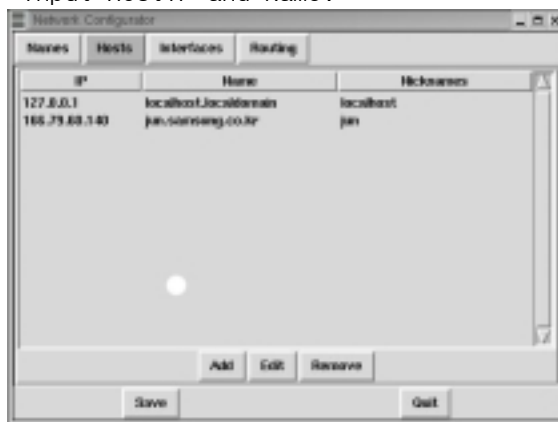 Network Configurator
Names Hosts Interfaces Routing
IP Name Nicknames
127.0.0.1 localhost.localdomain localhost
jun.samsung.co.kr jun
Add Edit Remove
Save Quit